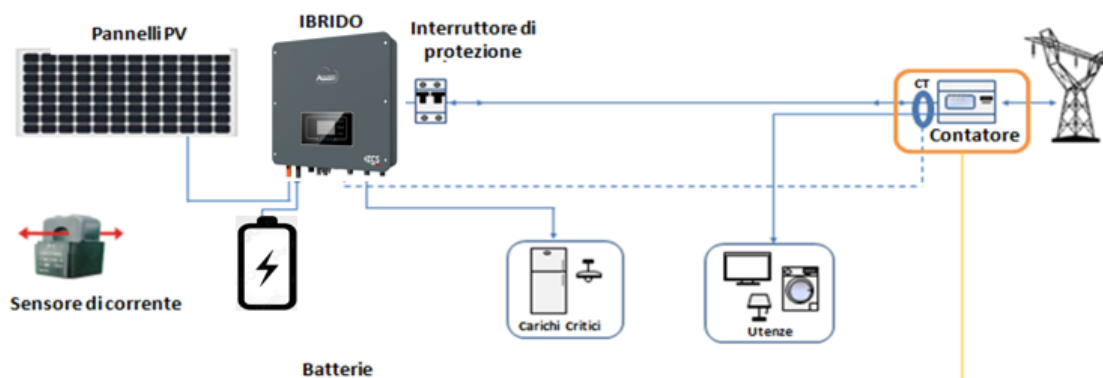 Pannelli PV
IBRIDO
Interruttore di
protezione
CT
Contatore
Sensore di corrente
Carichi Critici
Utenze
Batterie